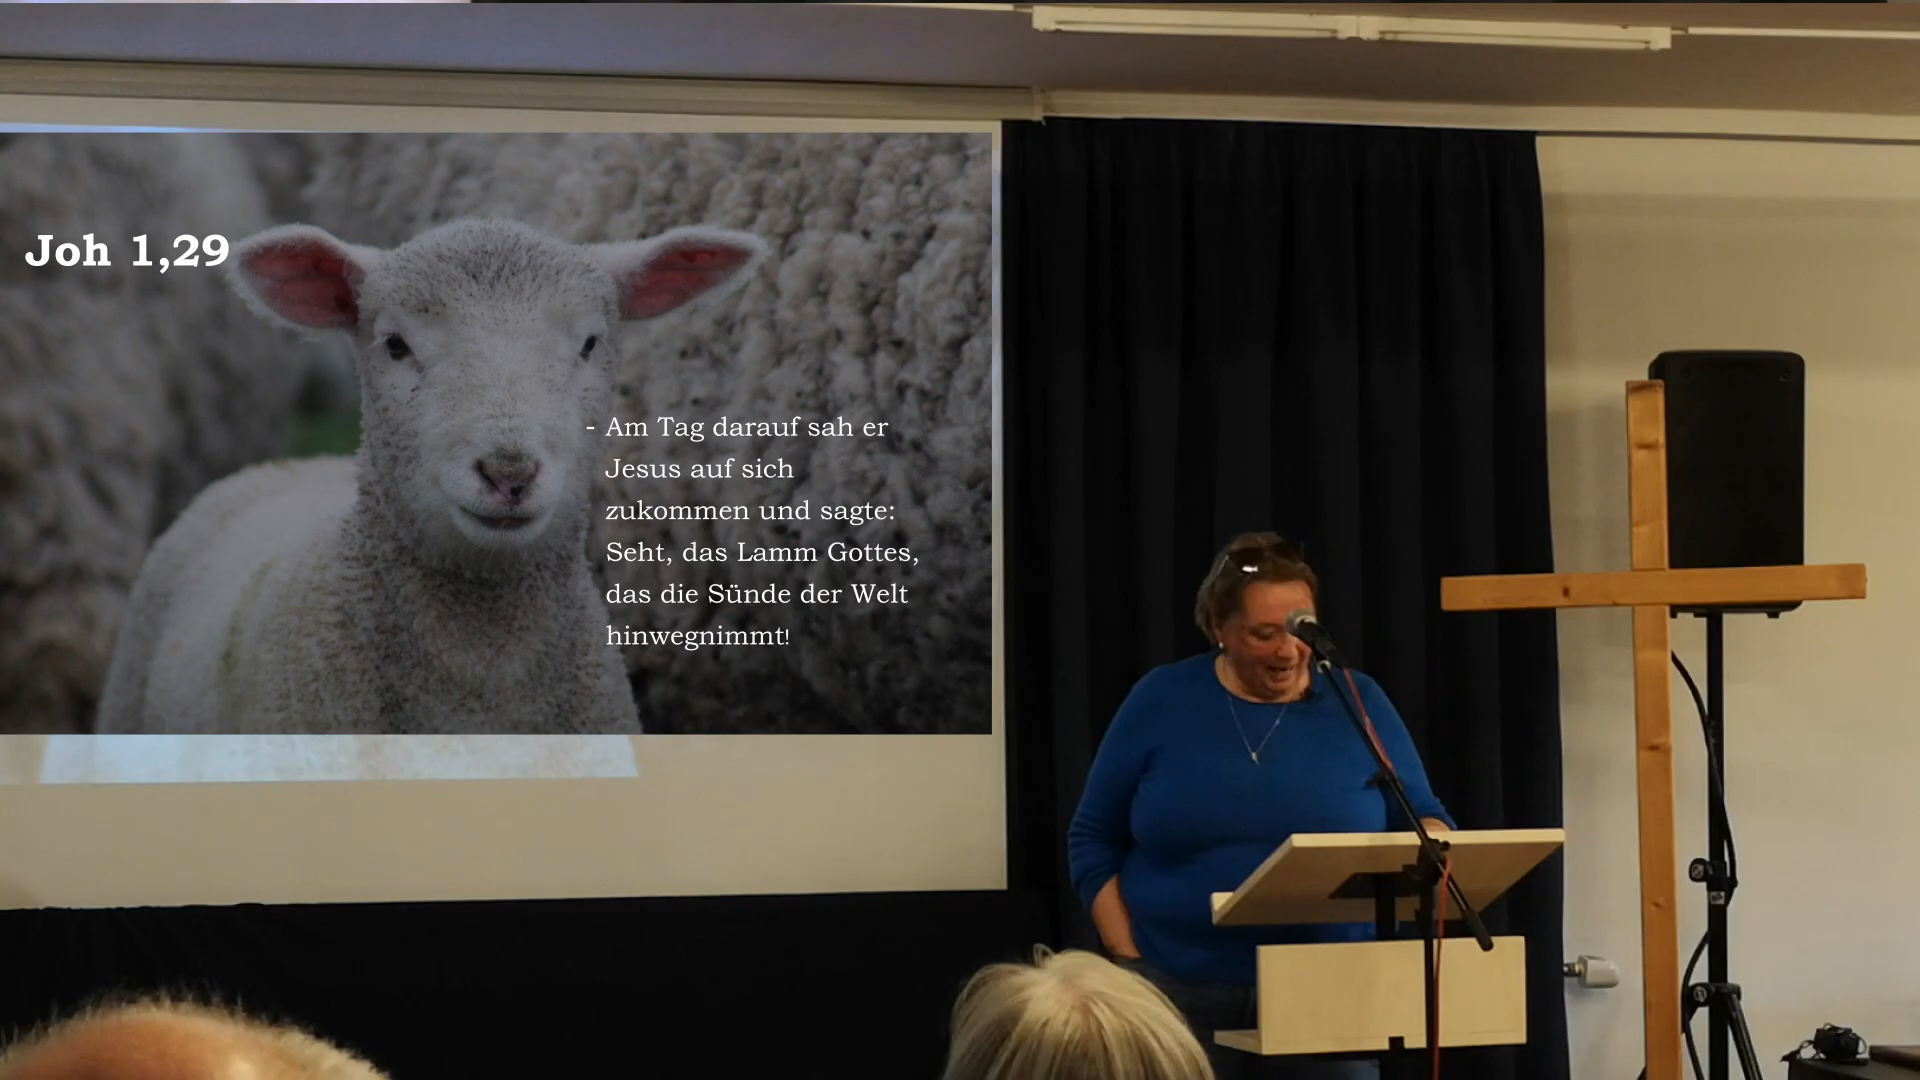 Joh 1,29
- Am Tag darauf sah er
Jesus auf sich
zukommen und sagte:
Seht, das Lamm Gottes,
das die Sünde der Welt
hinwegnimmt!